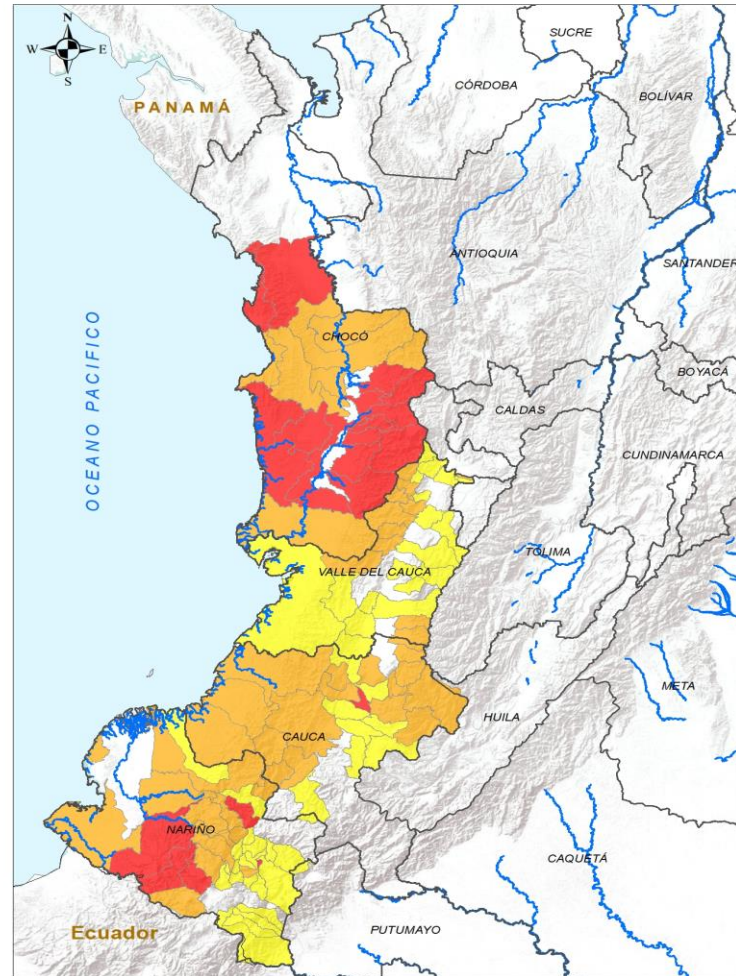 N
W E
S
SUCRE
CÓRDOBA
BOLÍVAR
PANAMÁ
ANTIOQUIA
SANTANDER
OCEANO PACIFICO
CHOCÓ
BOYACÁ
CALDAS
CUNDINAMARCA
TOLIMA
VALLE DEL CAUCA
META
HUILA
CAUCA
NARIÑO
CAQUETÁ
Ecuador
PUTUMAYO